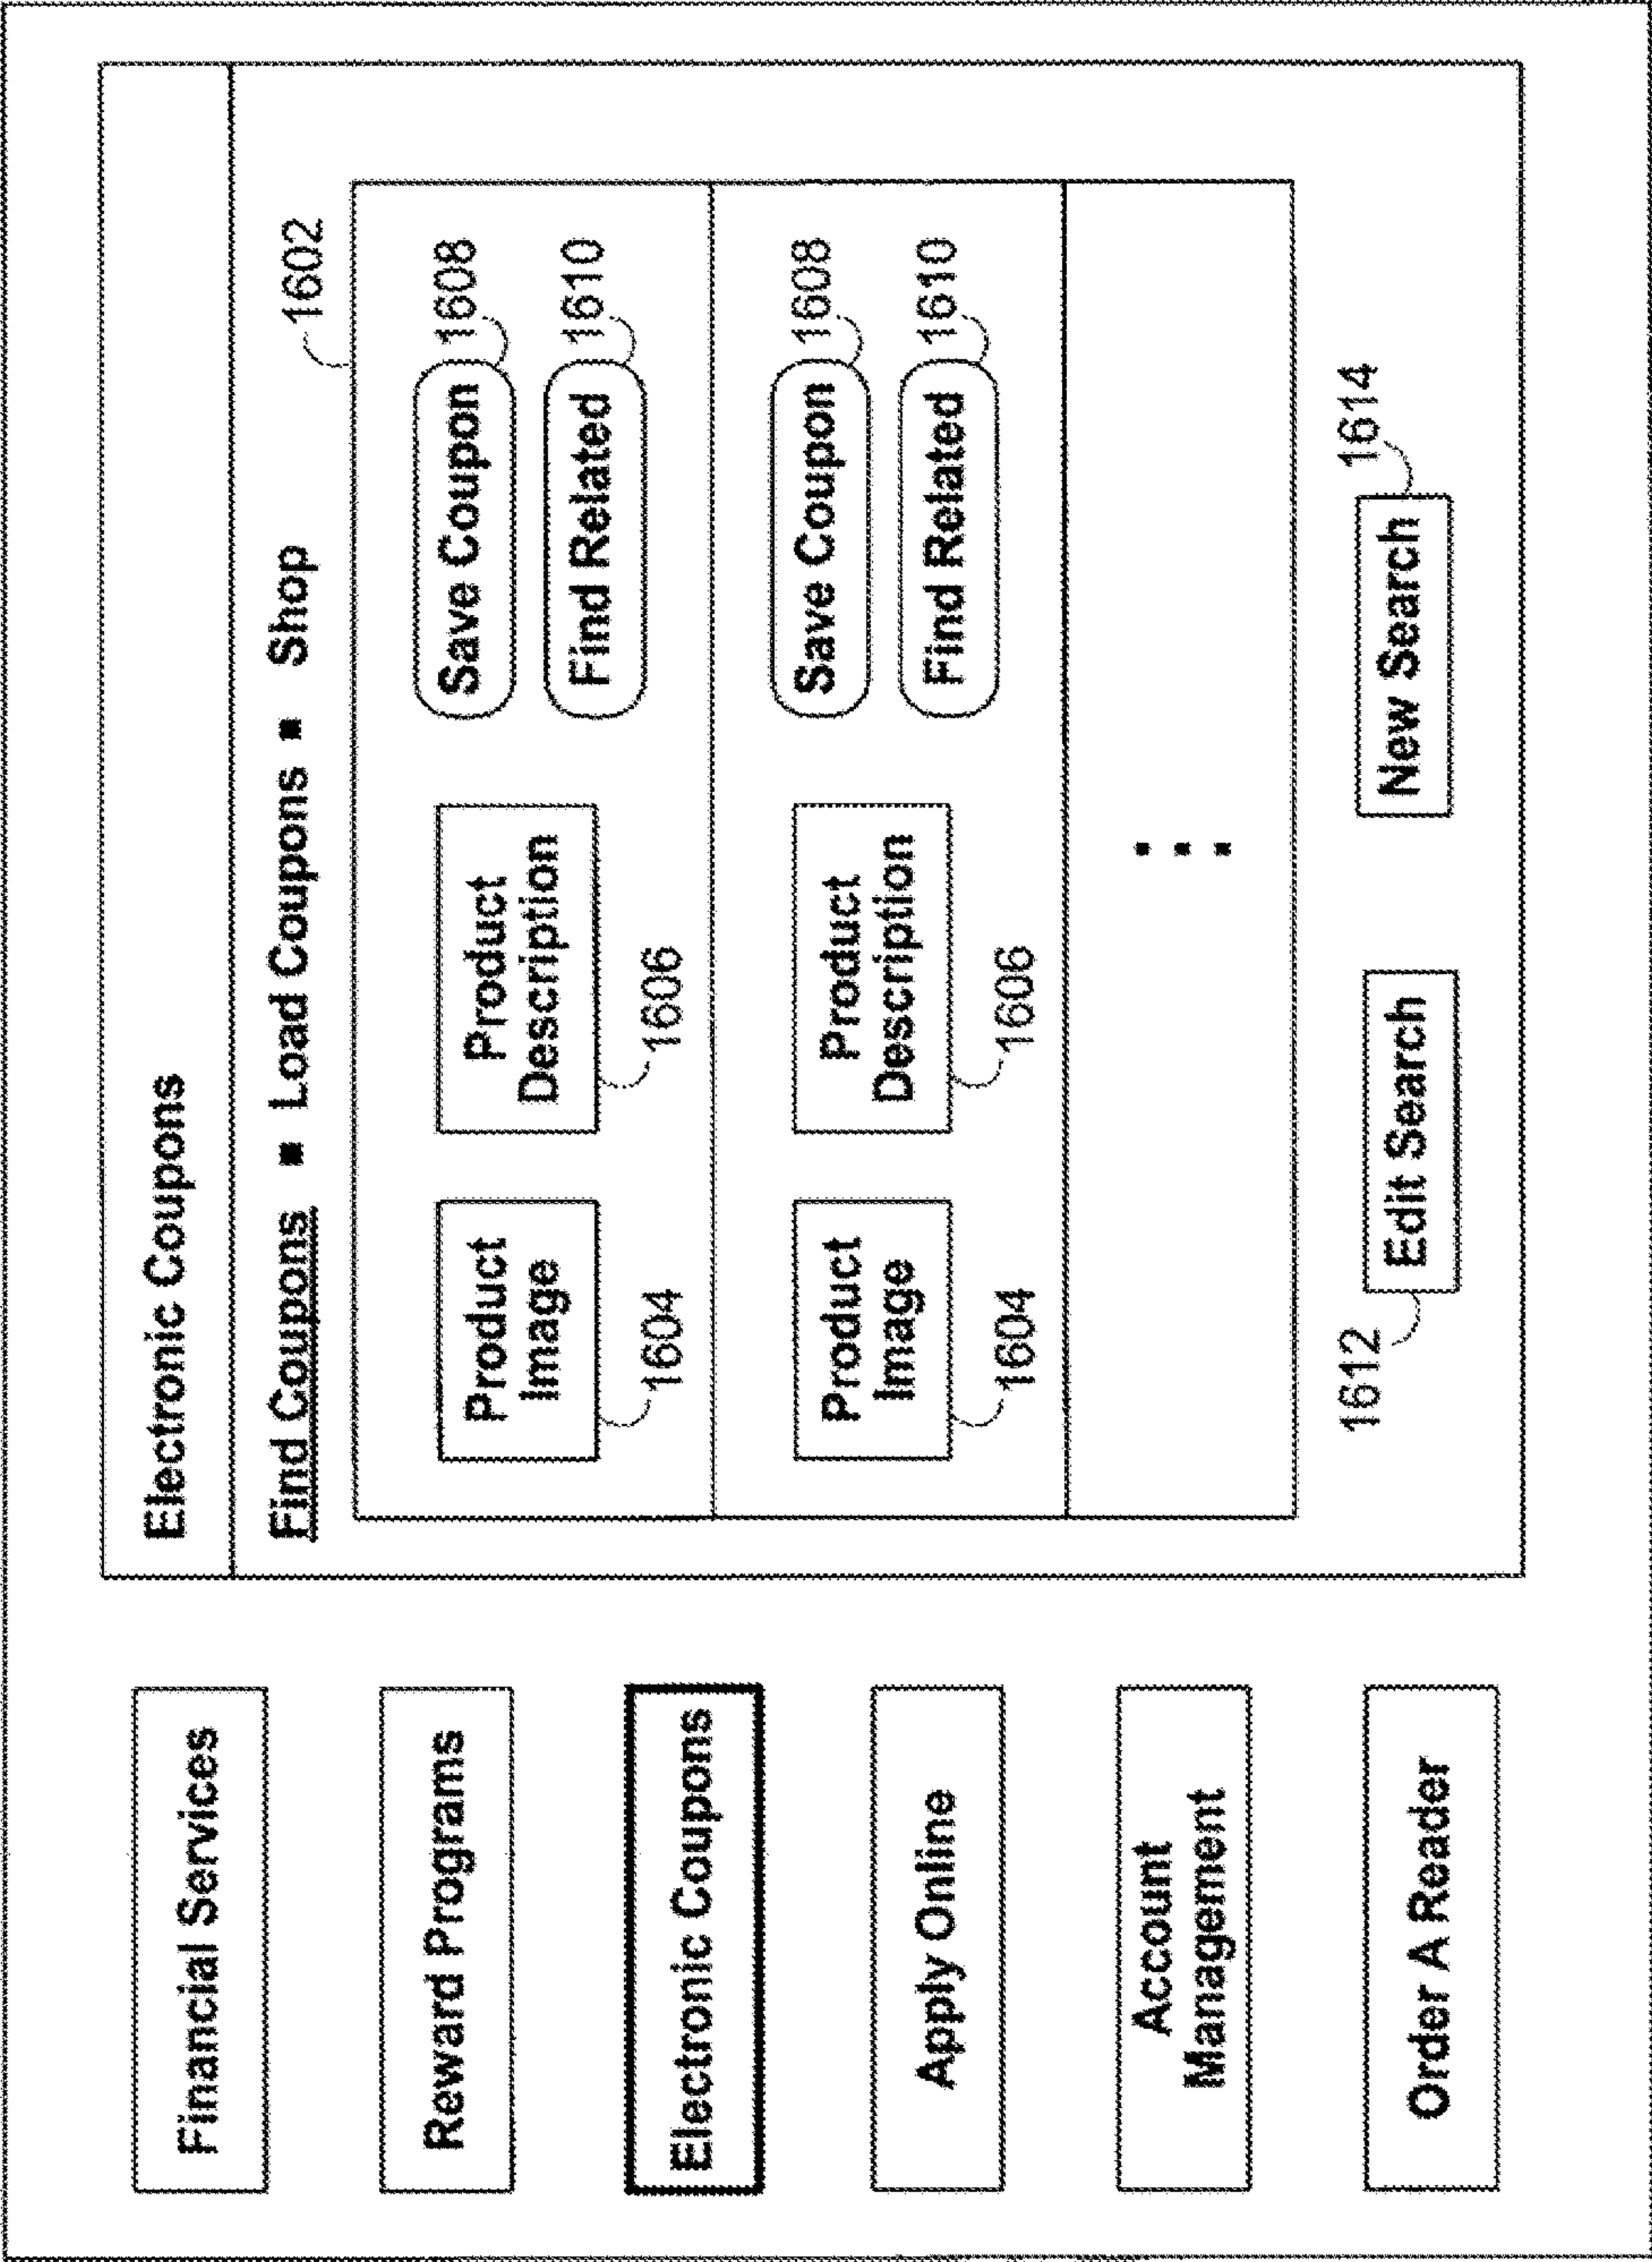 Financial Services
Reward Programs
Electronic Coupons
Apply Online
Account
Management
Order A Reader
Electronic Coupons
Find Coupons ▪ Load Coupons ▪ Shop
1602
Product
Image
1604
Product
Description
1606
Save Coupon
1608
Find Related
1610
Product
Image
1604
Product
Description
1606
Save Coupon
1608
Find Related
1610
Edit Search
1612
New Search
1614